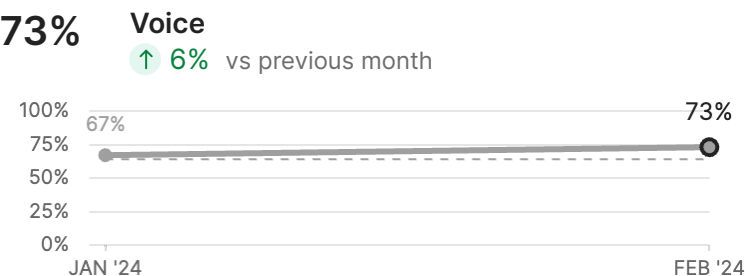 73%
Voice
↑ 6% vs previous month
100%
67%
73%
75%
50%
25%
0%
JAN '24
FEB '24